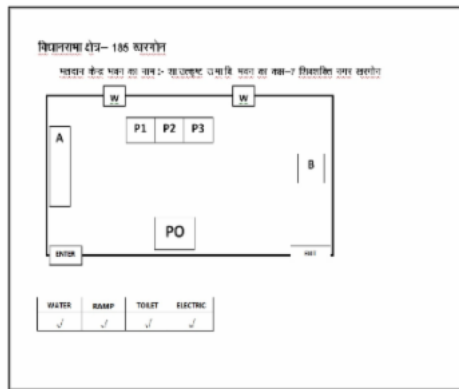 विधानसभा क्षेत्र– 185 खरगोन
मतदान केन्द्र भवन का नाम :- शा उत्कृष्ट उ मा वि भवन का कक्ष–7 शिवशक्ति नगर खरगोन
W W
P1 P2 P3
A
B
PO
ENTER
WATER RAMP TOILET ELECTRIC
√ √ √ √